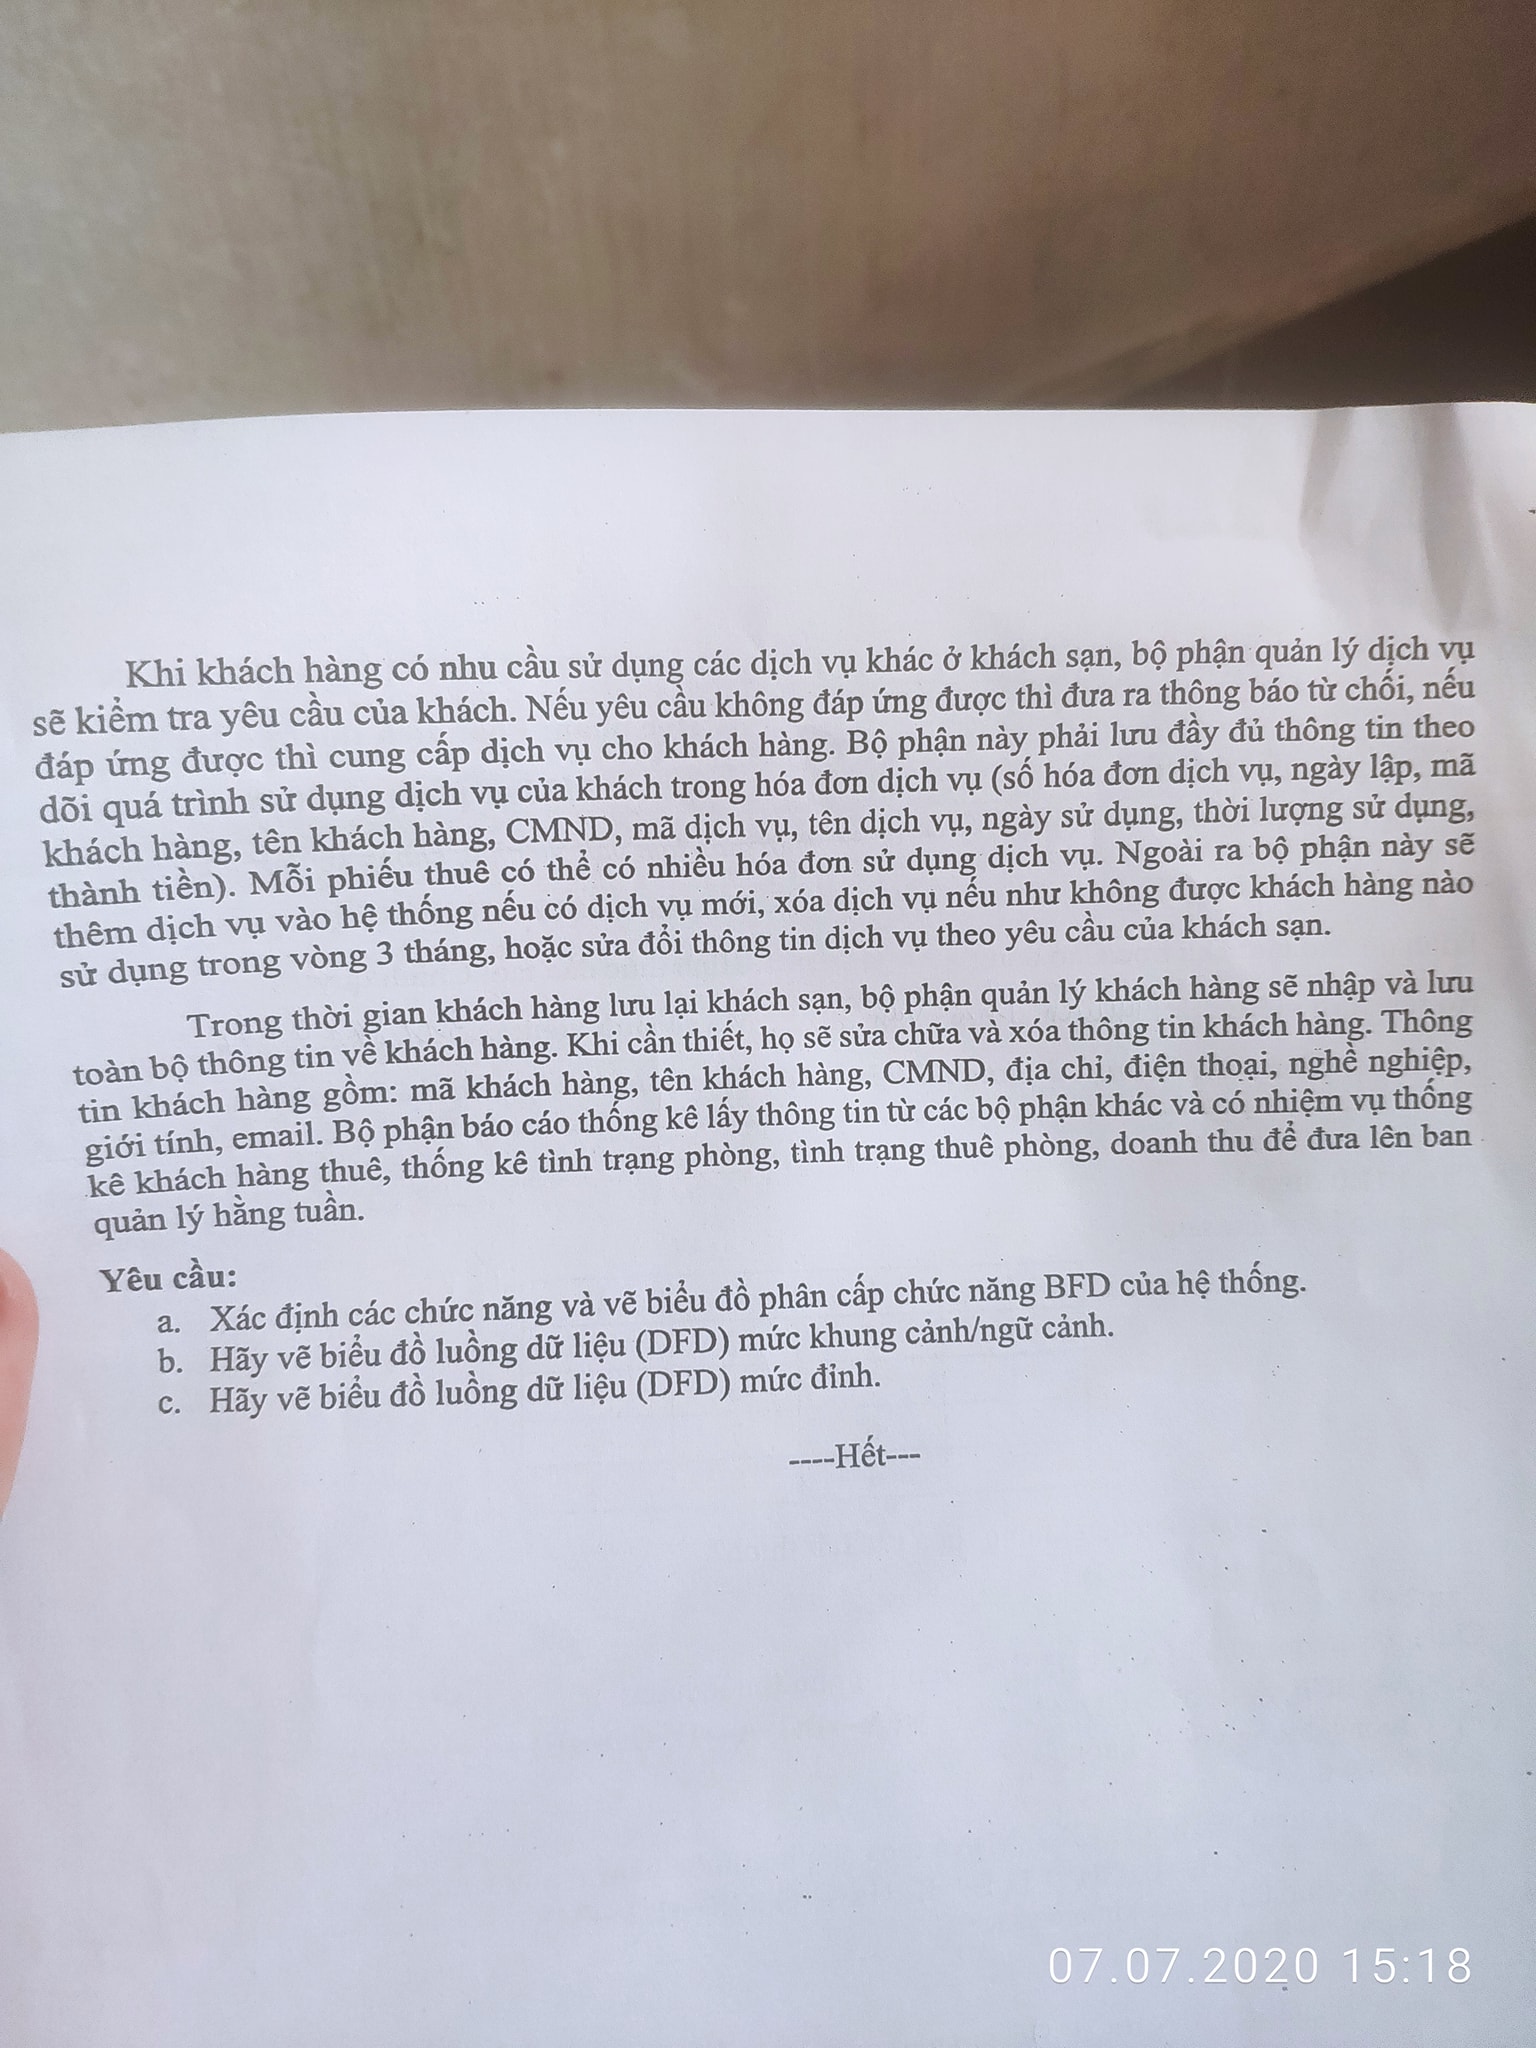 Khi khách hàng có nhu cầu sử dụng các dịch vụ khác ở khách sạn, bộ phận quản lý dịch vụ
sẽ kiểm tra yêu cầu của khách. Nếu yêu cầu không đáp ứng được thì đưa ra thông báo từ chối, nếu
đáp ứng được thì cung cấp dịch vụ cho khách hàng. Bộ phận này phải lưu đầy đủ thông tin theo
dõi quá trình sử dụng dịch vụ của khách trong hóa đơn dịch vụ (số hóa đơn dịch vụ, ngày lập, mã
khách hàng, tên khách hàng, CMND, mã dịch vụ, tên dịch vụ, ngày sử dụng, thời lượng sử dụng,
thành tiền). Mỗi phiếu thuê có thể có nhiều hóa đơn sử dụng dịch vụ. Ngoài ra bộ phận này sẽ
thêm dịch vụ vào hệ thống nếu có dịch vụ mới, xóa dịch vụ nếu như không được khách hàng nào
sử dụng trong vòng 3 tháng, hoặc sửa đổi thông tin dịch vụ theo yêu cầu của khách sạn.
Trong thời gian khách hàng lưu lại khách sạn, bộ phận quản lý khách hàng sẽ nhập và lưu
toàn bộ thông tin về khách hàng. Khi cần thiết, họ sẽ sửa chữa và xóa thông tin khách hàng. Thông
tin khách hàng gồm: mã khách hàng, tên khách hàng, CMND, địa chỉ, điện thoại, nghề nghiệp,
giới tính, email. Bộ phận báo cáo thống kê lấy thông tin từ các bộ phận khác và có nhiệm vụ thống
kê khách hàng thuê, thống kê tình trạng phòng, tình trạng thuê phòng, doanh thu để đưa lên ban
quản lý hằng tuần.
Yêu cầu:
a. Xác định các chức năng và vẽ biểu đồ phân cấp chức năng BFD của hệ thống.
b. Hãy vẽ biểu đồ luồng dữ liệu (DFD) mức khung cảnh/ngữ cảnh.
c. Hãy vẽ biểu đồ luồng dữ liệu (DFD) mức đỉnh.
----Hết---
07.07.2020 15:18